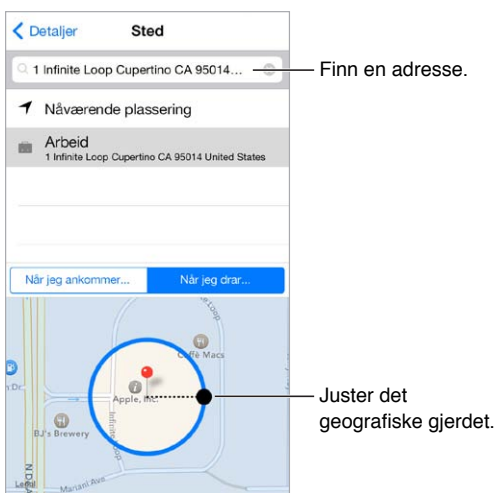 Detaljer Sted
1 Infinite Loop Cupertino CA 95014...
Finn en adresse.
Nåværende plassering
Arbeid
1 Infinite Loop Cupertino CA 95014 United States
Når jeg ankommer... Når jeg drar...
Caffé Macs
Apple, Inc.
BJ's Brewery
Infinite Loop
Mariani Ave
N D A
Juster det
geografiske gjerdet.